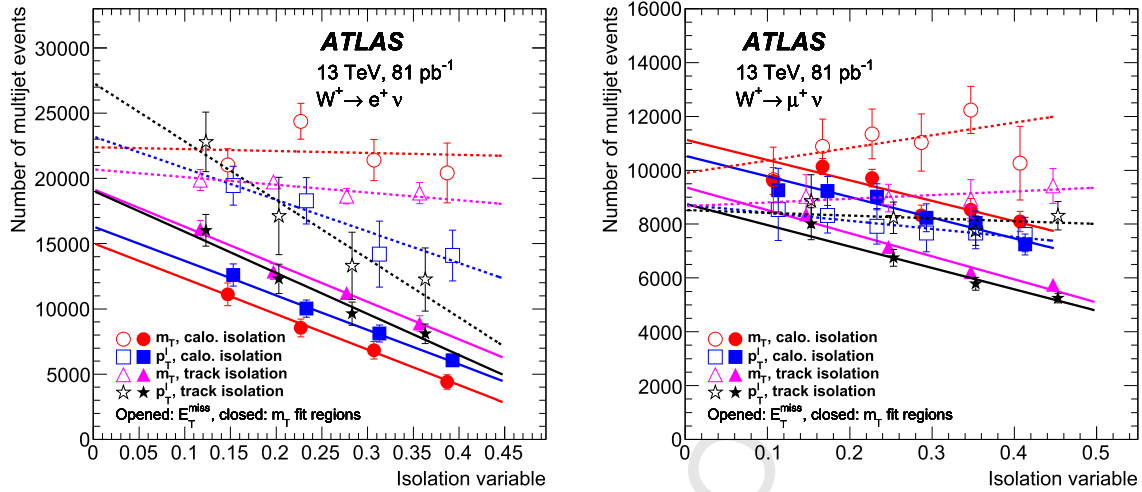 Number of multijet events
30000
25000
20000
15000
10000
5000
0
ATLAS
13 TeV, 81 pb⁻¹
W⁺→ e⁺ ν
m_T, calo. isolation
p_T^l, calo. isolation
m_T, track isolation
p_T^l, track isolation
Opened: E_T^miss, closed: m_T fit regions
0 0.05 0.1 0.15 0.2 0.25 0.3 0.35 0.4 0.45
Isolation variable
Number of multijet events
16000
14000
12000
10000
8000
6000
4000
2000
0
ATLAS
13 TeV, 81 pb⁻¹
W⁺→ μ⁺ ν
m_T, calo. isolation
p_T^l, calo. isolation
m_T, track isolation
p_T^l, track isolation
Opened: E_T^miss, closed: m_T fit regions
0 0.1 0.2 0.3 0.4 0.5
Isolation variable